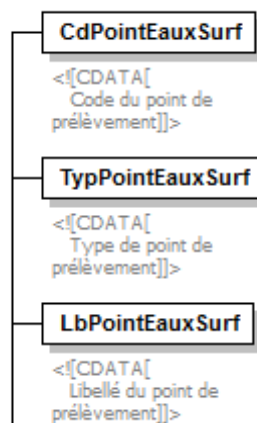 CdPointEauxSurf
<![CDATA[
Code du point de
prélèvement]]>
TypPointEauxSurf
<![CDATA[
Type de point de
prélèvement]]>
LbPointEauxSurf
<![CDATA[
Libellé du point de
prélèvement]]>